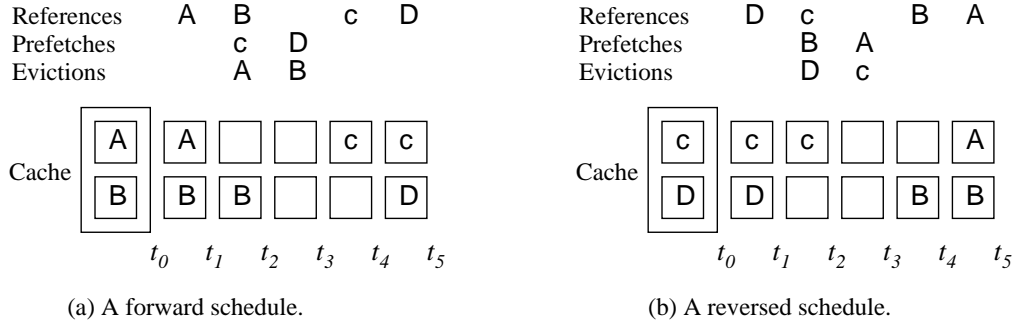 References A B c D
Prefetches c D
Evictions A B
A A c c
Cache
B B B D
t0 t1 t2 t3 t4 t5
(a) A forward schedule.
References D c B A
Prefetches B A
Evictions D c
c c c A
Cache
D D B B
t0 t1 t2 t3 t4 t5
(b) A reversed schedule.